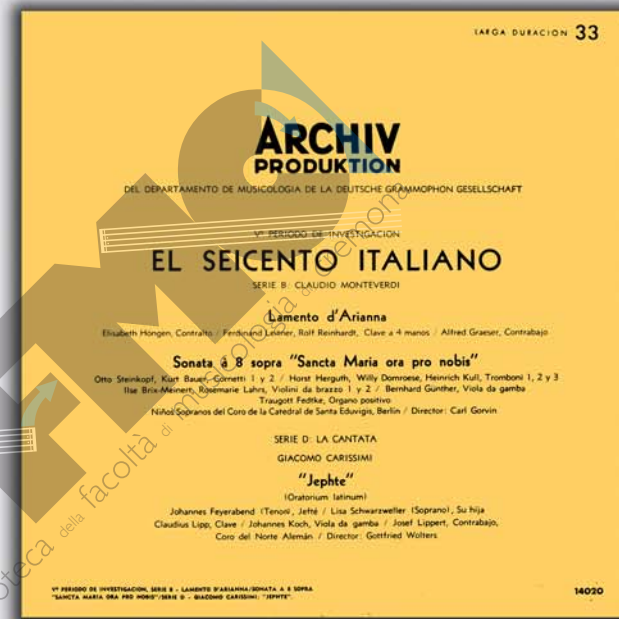 LARGA DURACION 33
ARCHIV
PRODUKTION
DEL DEPARTAMENTO DE MUSICOLOGIA DE LA DEUTSCHE GRAMMOPHON GESELLSCHAFT
Vº PERIODO DE INVESTIGACION
EL SEICENTO ITALIANO
SERIE B: CLAUDIO MONTEVERDI
Lamento d'Arianna
Elisabeth Höngen, Contralto / Ferdinand Leitner, Rolf Reinhardt, Clave a 4 manos / Alfred Graeser, Contrabajo
Sonata á 8 sopra "Sancta Maria ora pro nobis"
Otto Steinkopf, Kurt Bauer, Cornetti 1 y 2 / Horst Herguth, Willy Domroese, Heinrich Kull, Tromboni 1, 2 y 3
Ilse Brix-Meinert, Rosemarie Lahrs, Violini da brazzo 1 y 2 / Bernhard Günther, Viola da gamba
Traugott Fedtke, Organo positivo
Niños Sopranos del Coro de la Catedral de Santa Eduvigis, Berlin / Director: Carl Gorvin
SERIE D: LA CANTATA
GIACOMO CARISSIMI
"Jephte"
(Oratorium latinum)
Johannes Feyerabend (Tenor), Jefté / Lisa Schwarzweller (Soprano), Su hija
Claudius Lipp, Clave / Johannes Koch, Viola da gamba / Josef Lippert, Contrabajo,
Coro del Norte Alemán / Director: Gottfried Wolters
Vº PERIODO DE INVESTIGACION, SERIE B - LAMENTO D'ARIANNA/SONATA A 8 SOPRA
"SANCTA MARIA ORA PRO NOBIS"/SERIE D - GIACOMO CARISSIMI: "JEPHTE".
14020
della facoltà di musicologia di cremona